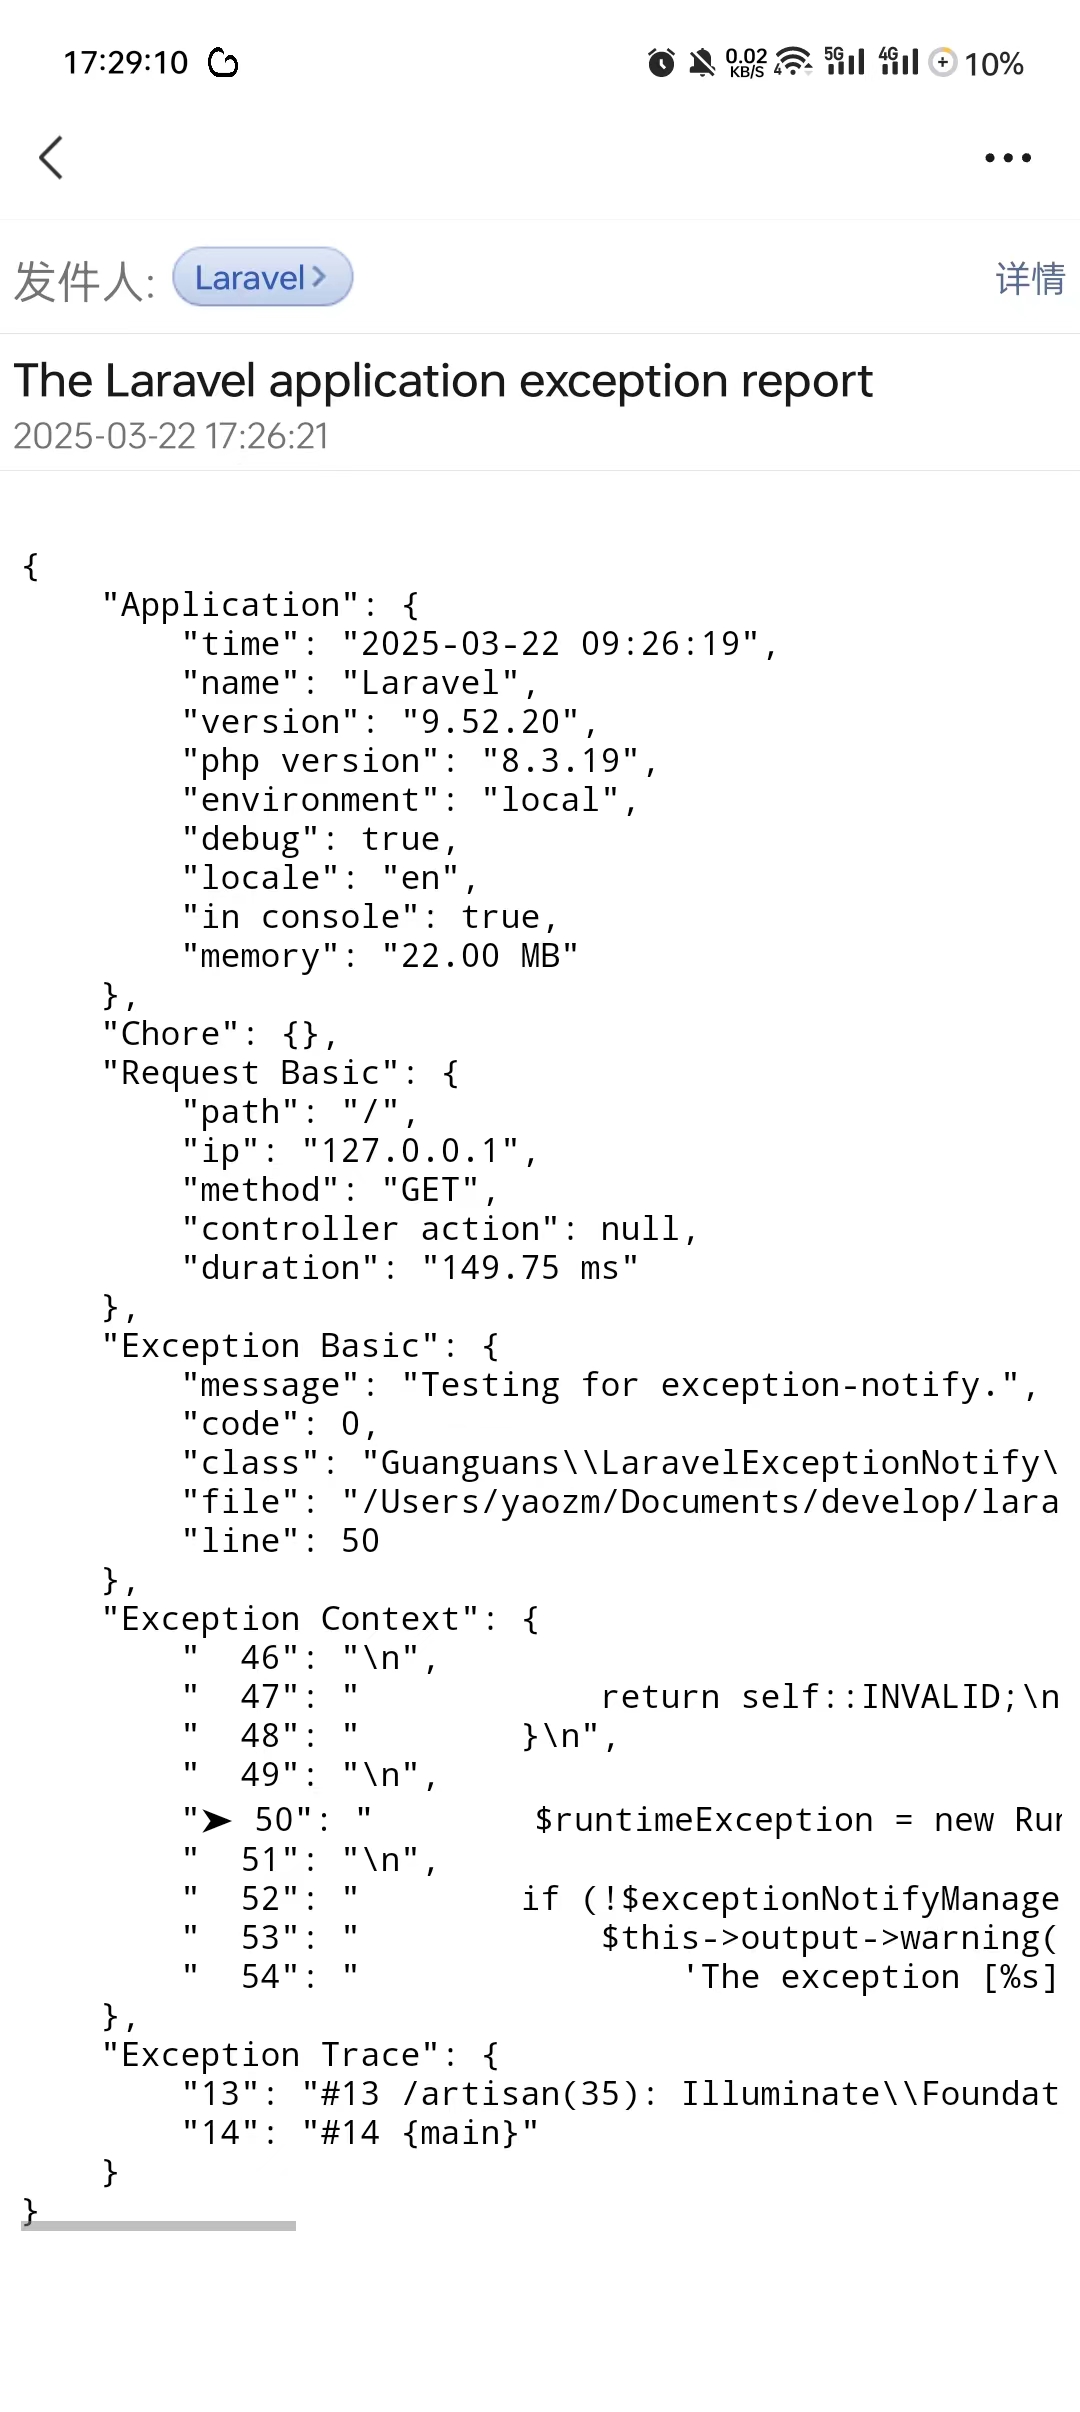 17:29:10 0.02 KB/S 4 5G 4G 10%
发件人: Laravel 详情
The Laravel application exception report
2025-03-22 17:26:21
{
    "Application": {
        "time": "2025-03-22 09:26:19",
        "name": "Laravel",
        "version": "9.52.20",
        "php version": "8.3.19",
        "environment": "local",
        "debug": true,
        "locale": "en",
        "in console": true,
        "memory": "22.00 MB"
    },
    "Chore": {},
    "Request Basic": {
        "path": "/",
        "ip": "127.0.0.1",
        "method": "GET",
        "controller action": null,
        "duration": "149.75 ms"
    },
    "Exception Basic": {
        "message": "Testing for exception-notify.",
        "code": 0,
        "class": "Guanguans\\LaravelExceptionNotify\
        "file": "/Users/yaozm/Documents/develop/lara
        "line": 50
    },
    "Exception Context": {
        "  46": "\n",
        "  47": "            return self::INVALID;\n
        "  48": "        }\n",
        "  49": "\n",
        "➤ 50": "        $runtimeException = new Run
        "  51": "\n",
        "  52": "        if (!$exceptionNotifyManage
        "  53": "            $this->output->warning(
        "  54": "                'The exception [%s]
    },
    "Exception Trace": {
        "13": "#13 /artisan(35): Illuminate\\Foundat
        "14": "#14 {main}"
    }
}